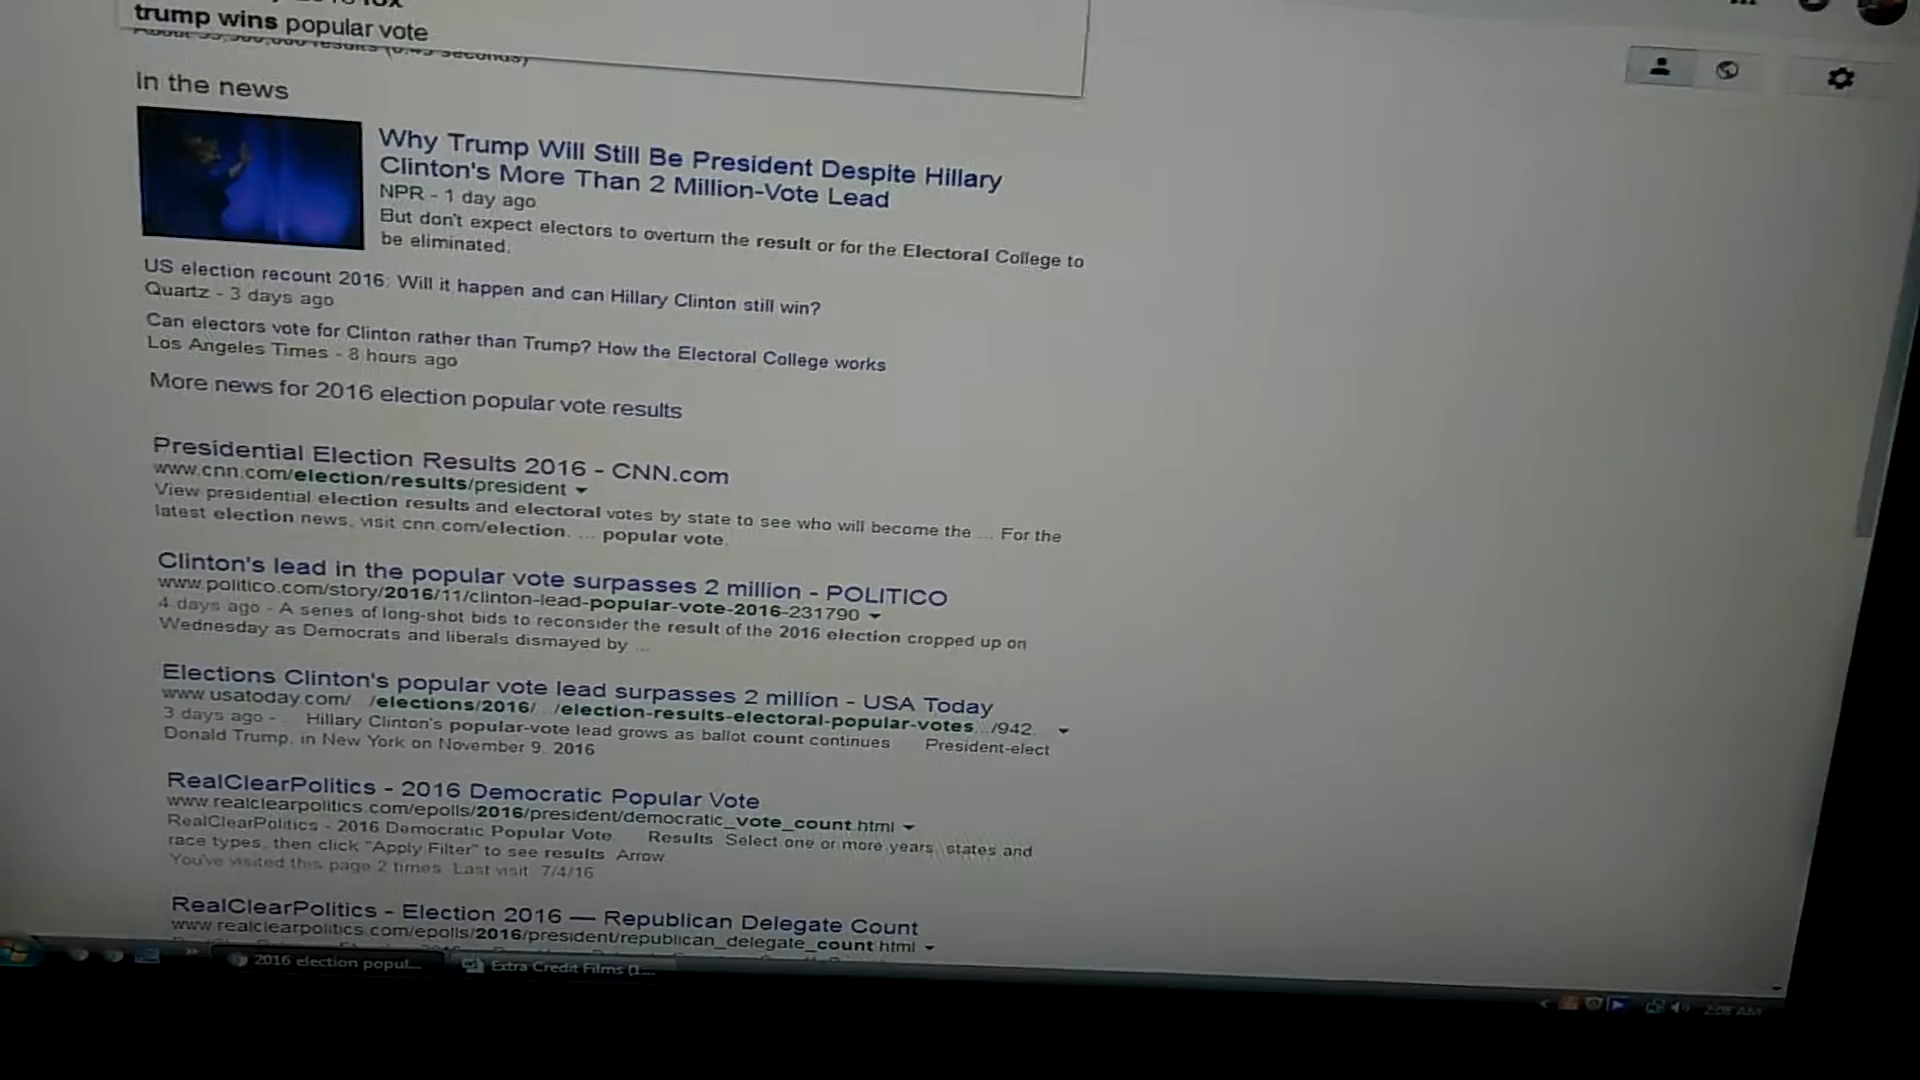 trump wins popular vote
In the news
Why Trump Will Still Be President Despite Hillary
Clinton's More Than 2 Million-Vote Lead
NPR - 1 day ago
But don't expect electors to overturn the result or for the Electoral College to
be eliminated.
US election recount 2016: Will it happen and can Hillary Clinton still win?
Quartz - 3 days ago
Can electors vote for Clinton rather than Trump? How the Electoral College works
Los Angeles Times - 8 hours ago
More news for 2016 election popular vote results
Presidential Election Results 2016 - CNN.com
www.cnn.com/election/results/president
View presidential election results and electoral votes by state to see who will become the ... For the
latest election news, visit cnn.com/election. ... popular vote.
Clinton's lead in the popular vote surpasses 2 million - POLITICO
www.politico.com/story/2016/11/clinton-lead-popular-vote-2016-231790
4 days ago - A series of long-shot bids to reconsider the result of the 2016 election cropped up on
Wednesday as Democrats and liberals dismayed by ...
Elections Clinton's popular vote lead surpasses 2 million - USA Today
www.usatoday.com/.../elections/2016/.../election-results-electoral-popular-votes.../942...
3 days ago - ... Hillary Clinton's popular-vote lead grows as ballot count continues President-elect
Donald Trump, in New York on November 9, 2016
RealClearPolitics - 2016 Democratic Popular Vote
www.realclearpolitics.com/epolls/2016/president/democratic_vote_count.html
RealClearPolitics - 2016 Democratic Popular Vote. Results Select one or more years, states and
race types, then click "Apply Filter" to see results Arrow
You've visited this page 2 times. Last visit: 7/4/16
RealClearPolitics - Election 2016 — Republican Delegate Count
www.realclearpolitics.com/epolls/2016/president/republican_delegate_count.html
2016 election popul...
Extra Credit Films (1...
2:08 AM